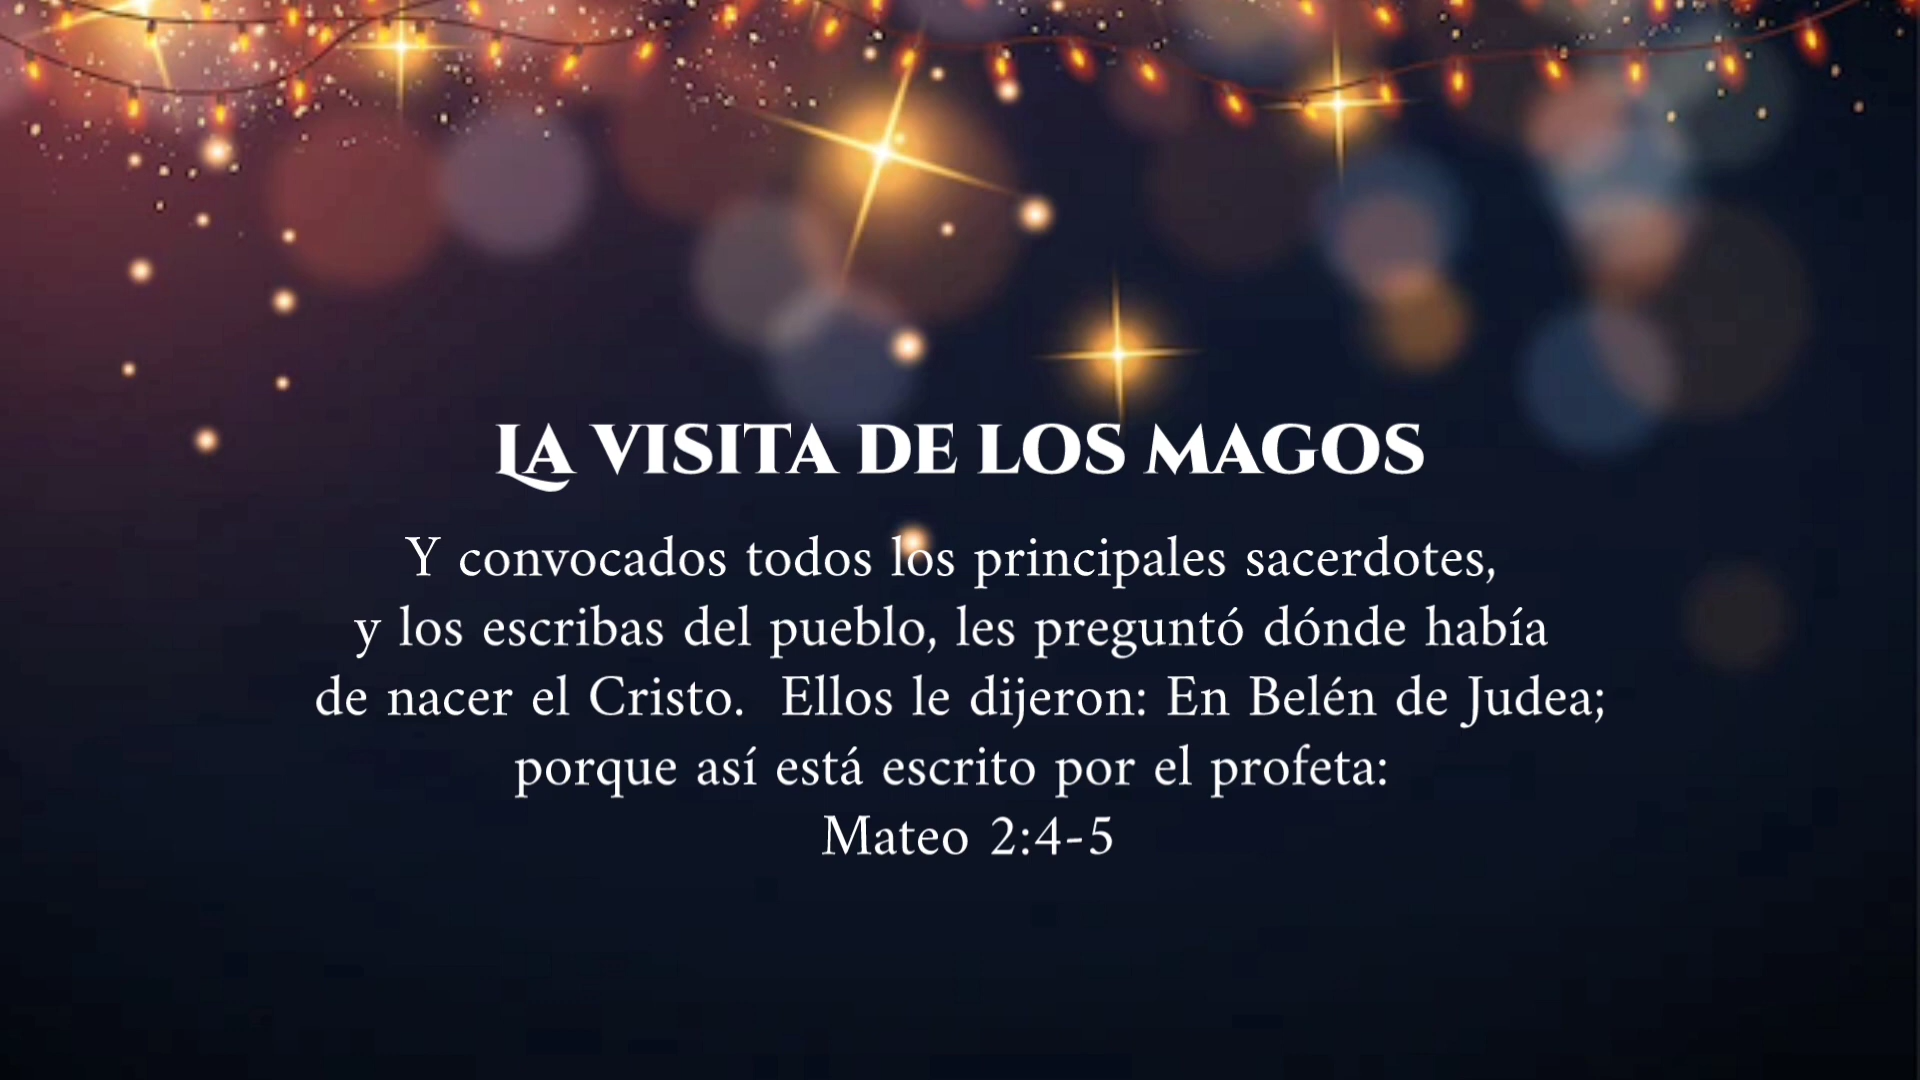 LA VISITA DE LOS MAGOS
Y convocados todos los principales sacerdotes,
y los escribas del pueblo, les preguntó dónde había
de nacer el Cristo.  Ellos le dijeron: En Belén de Judea;
porque así está escrito por el profeta:
Mateo 2:4-5